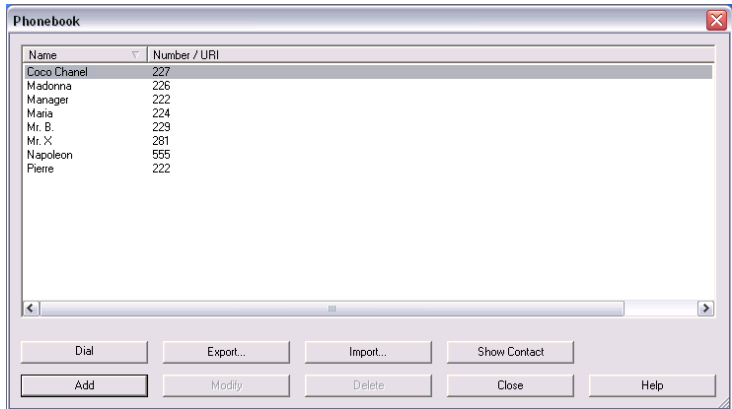 Phonebook
Name Number / URI
Coco Chanel 227
Madonna 226
Manager 222
Maria 224
Mr. B. 229
Mr. X 281
Napoleon 555
Pierre 222
Dial Export... Import... Show Contact
Add Modify Delete Close Help